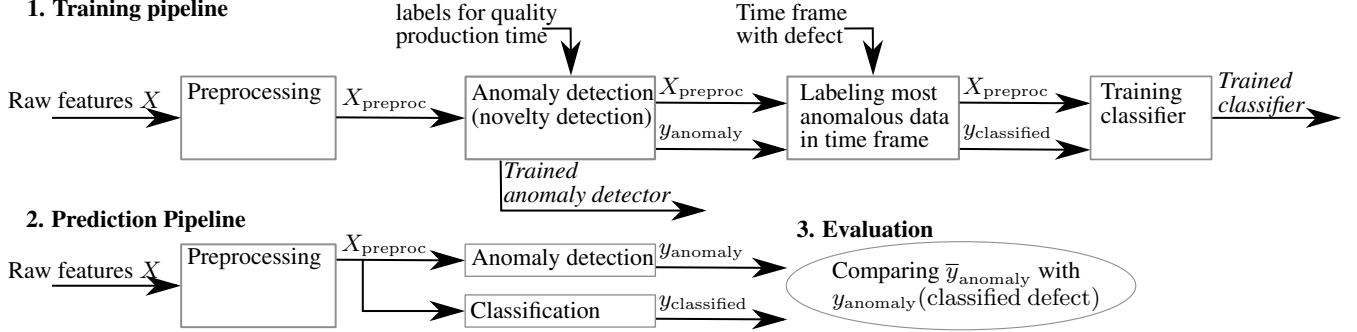 1. Training pipeline
labels for quality
production time
Time frame
with defect
Raw features X
Preprocessing
X_preproc
Anomaly detection
(novelty detection)
X_preproc
y_anomaly
Labeling most
anomalous data
in time frame
X_preproc
y_classified
Training
classifier
Trained
classifier
Trained
anomaly detector
2. Prediction Pipeline
Raw features X
Preprocessing
X_preproc
Anomaly detection
y_anomaly
Classification
y_classified
3. Evaluation
Comparing y̅_anomaly with
y_anomaly(classified defect)